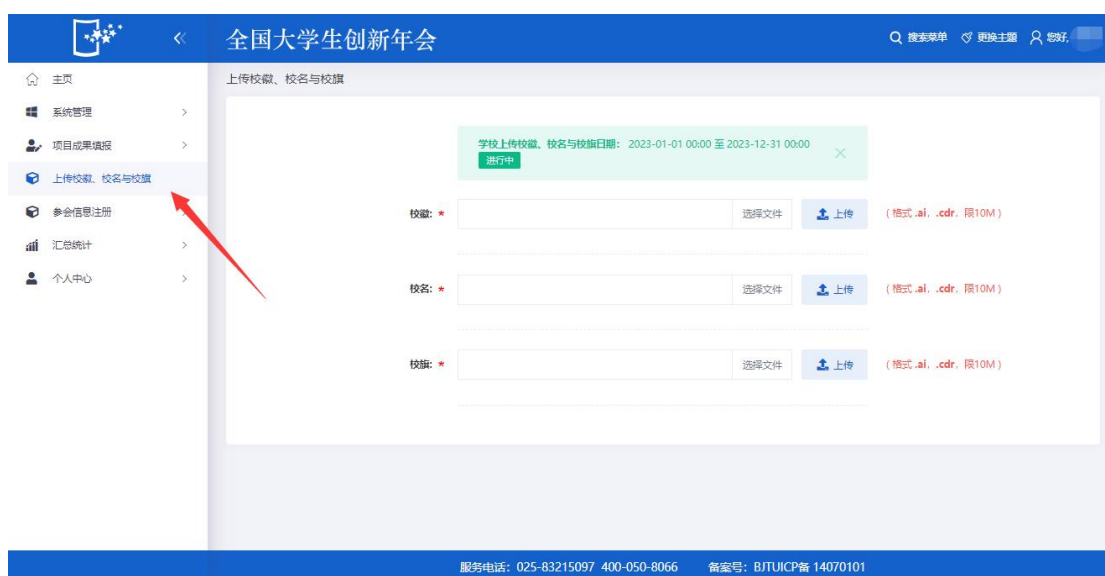 全国大学生创新年会
搜索菜单 更换主题 您好,
主页
系统管理
项目成果填报
上传校徽、校名与校旗
参会信息注册
汇总统计
个人中心
上传校徽、校名与校旗
学校上传校徽、校名与校旗日期: 2023-01-01 00:00 至 2023-12-31 00:00
进行中
校徽: * 选择文件 上传 (格式 .ai, .cdr, 限10M)
校名: * 选择文件 上传 (格式 .ai, .cdr, 限10M)
校旗: * 选择文件 上传 (格式 .ai, .cdr, 限10M)
服务电话: 025-83215097 400-050-8066 备案号: BJTUICP备 14070101